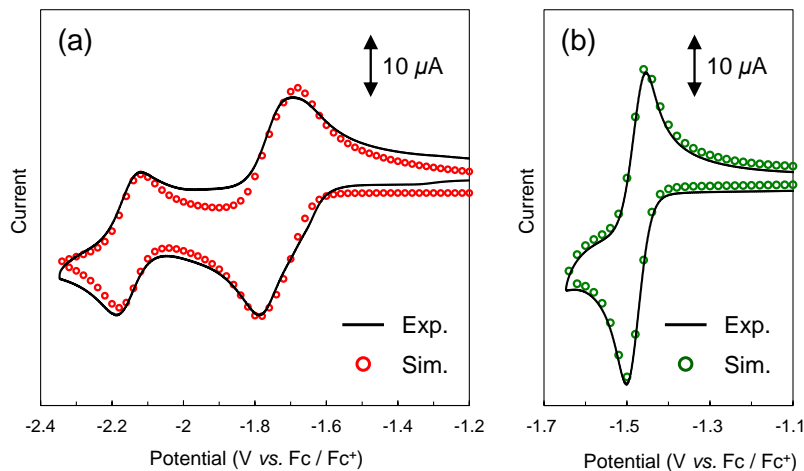 (a)
10 µA
Current
Exp.
Sim.
-2.4 -2.2 -2 -1.8 -1.6 -1.4 -1.2
Potential (V vs. Fc / Fc⁺)
(b)
10 µA
Current
Exp.
Sim.
-1.7 -1.5 -1.3 -1.1
Potential (V vs. Fc / Fc⁺)